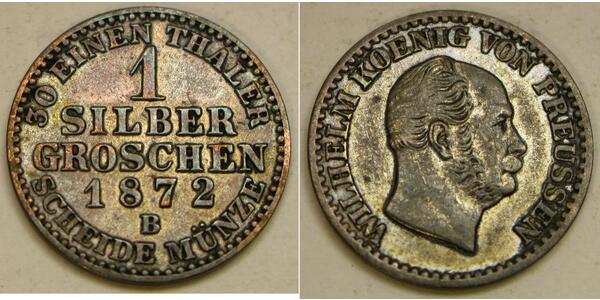 30 EINEN THALER
1
SILBER
GROSCHEN
1872
B
SCHEIDE MÜNZE
WILHELM KOENIG VON PREUSSEN